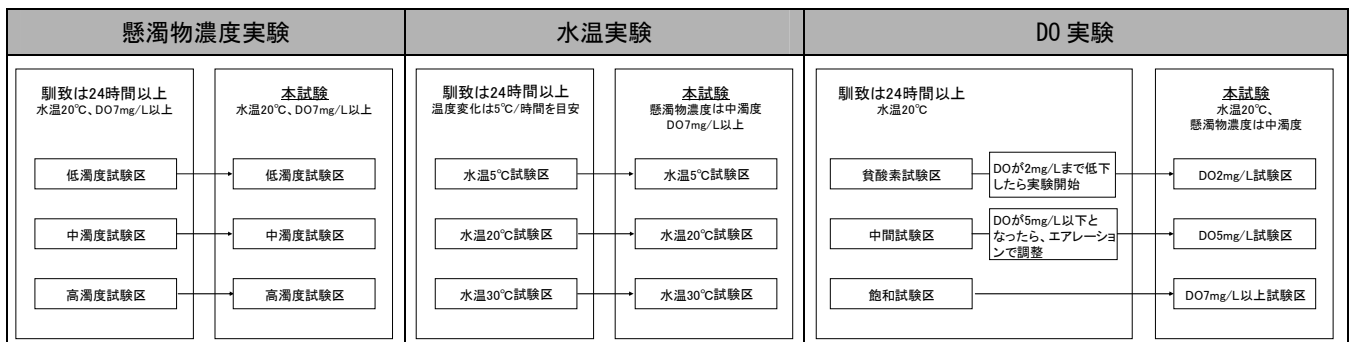 懸濁物濃度実験
馴致は24時間以上
水温20℃、DO7mg/L以上
低濁度試験区
中濁度試験区
高濁度試験区
本試験
水温20℃、DO7mg/L以上
低濁度試験区
中濁度試験区
高濁度試験区
水温実験
馴致は24時間以上
温度変化は5℃/時間を目安
水温5℃試験区
水温20℃試験区
水温30℃試験区
本試験
懸濁物濃度は中濁度
DO7mg/L以上
水温5℃試験区
水温20℃試験区
水温30℃試験区
DO 実験
馴致は24時間以上
水温20℃
貧酸素試験区
中間試験区
飽和試験区
DOが2mg/Lまで低下
したら実験開始
DOが5mg/L以下と
なったら、エアレーショ
ンで調整
本試験
水温20℃、
懸濁物濃度は中濁度
DO2mg/L試験区
DO5mg/L試験区
DO7mg/L以上試験区